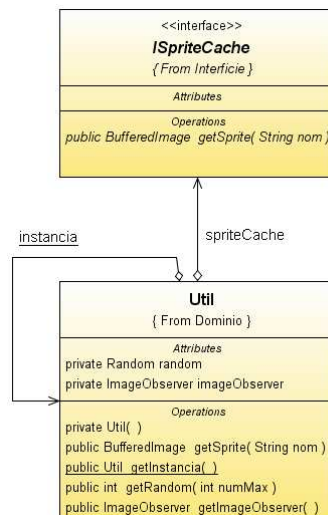 <<interface>>
ISpriteCache
{ From Interficie }
Attributes
Operations
public BufferedImage getSprite( String nom )
instancia
spriteCache
Util
{ From Dominio }
Attributes
private Random random
private ImageObserver imageObserver
Operations
private Util( )
public BufferedImage getSprite( String nom )
public Util getInstancia( )
public int getRandom( int numMax )
public ImageObserver getImageObserver( )